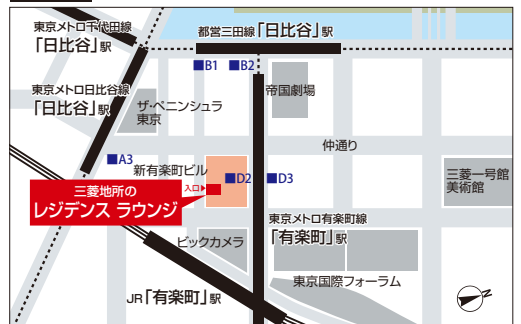 東京メトロ千代田線
「日比谷」駅
都営三田線「日比谷」駅
■B1
■B2
東京メトロ日比谷線
「日比谷」駅
ザ・ペニンシュラ
東京
帝国劇場
仲通り
■A3
新有楽町ビル
三菱一号館
美術館
三菱地所の
レジデンス ラウンジ
入口▶
■D2
■D3
東京メトロ有楽町線
「有楽町」駅
ビックカメラ
東京国際フォーラム
JR「有楽町」駅
N